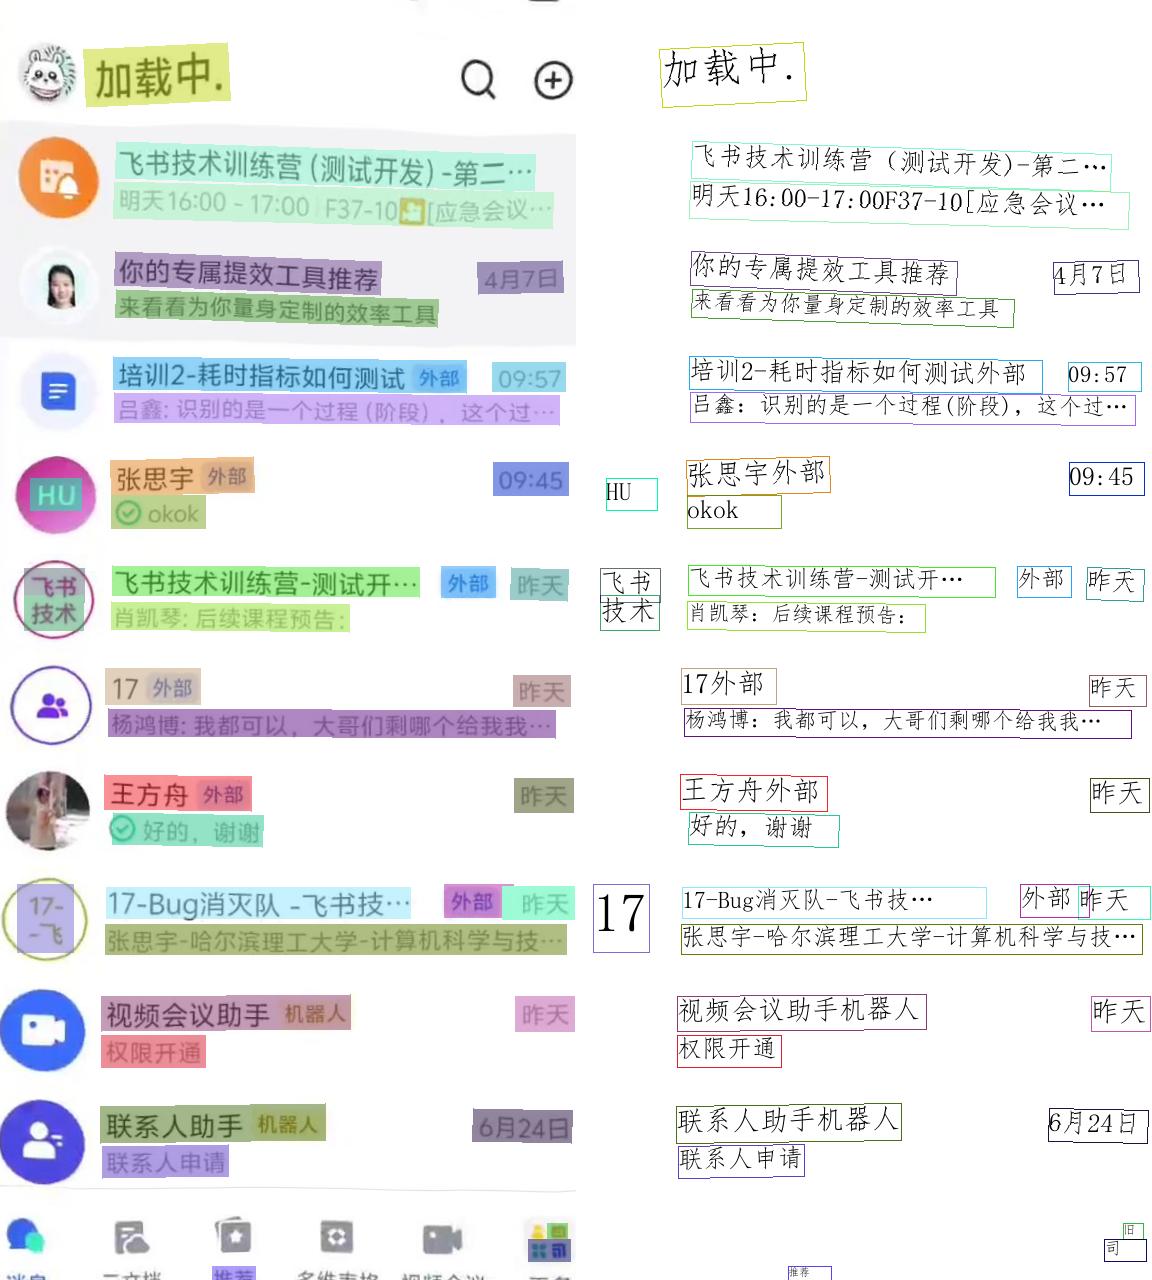 加载中.
飞书技术训练营(测试开发)-第二…
明天16:00 - 17:00 F37-10[应急会议…
你的专属提效工具推荐 4月7日
来看看为你量身定制的效率工具
培训2-耗时指标如何测试 外部 09:57
吕鑫: 识别的是一个过程(阶段)，这个过…
张思宇 外部 09:45
HU
okok
飞书技术
飞书技术训练营-测试开… 外部 昨天
肖凯琴: 后续课程预告:
17 外部 昨天
杨鸿博: 我都可以，大哥们剩哪个给我我…
王方舟 外部 昨天
好的，谢谢
17-
-飞
17-Bug消灭队 -飞书技… 外部 昨天
张思宇-哈尔滨理工大学-计算机科学与技…
视频会议助手 机器人 昨天
权限开通
联系人助手 机器人 6月24日
联系人申请
加载中.
飞书技术训练营（测试开发)-第二…
明天16:00-17:00F37-10[应急会议…
你的专属提效工具推荐 4月7日
来看看为你量身定制的效率工具
培训2-耗时指标如何测试外部 09:57
吕鑫: 识别的是一个过程(阶段)，这个过…
张思宇外部 09:45
HU
okok
飞书
技术
飞书技术训练营-测试开… 外部 昨天
肖凯琴: 后续课程预告:
17外部 昨天
杨鸿博: 我都可以，大哥们剩哪个给我我…
王方舟外部 昨天
好的，谢谢
17
17-Bug消灭队-飞书技… 外部 昨天
张思宇-哈尔滨理工大学-计算机科学与技…
视频会议助手机器人 昨天
权限开通
联系人助手机器人 6月24日
联系人申请
旧
司
推荐